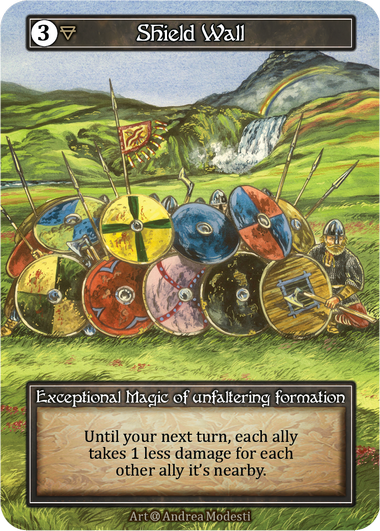 3
Shield Wall
Exceptional Magic of unfaltering formation
Until your next turn, each ally
takes 1 less damage for each
other ally it's nearby.
Art @ Andrea Modesti